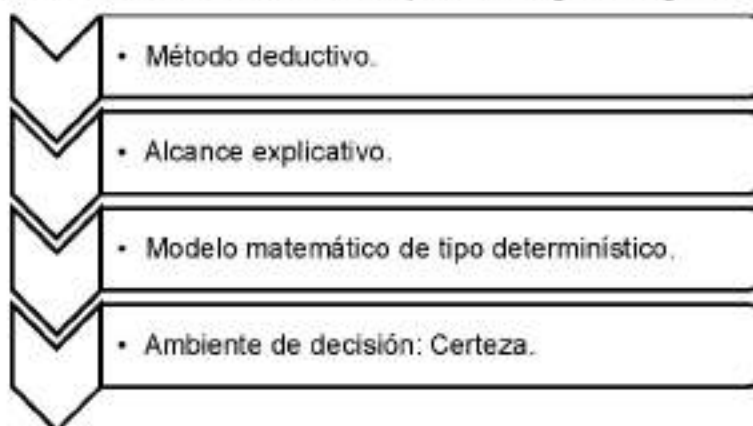 • Método deductivo.
• Alcance explicativo.
• Modelo matemático de tipo determinístico.
• Ambiente de decisión: Certeza.